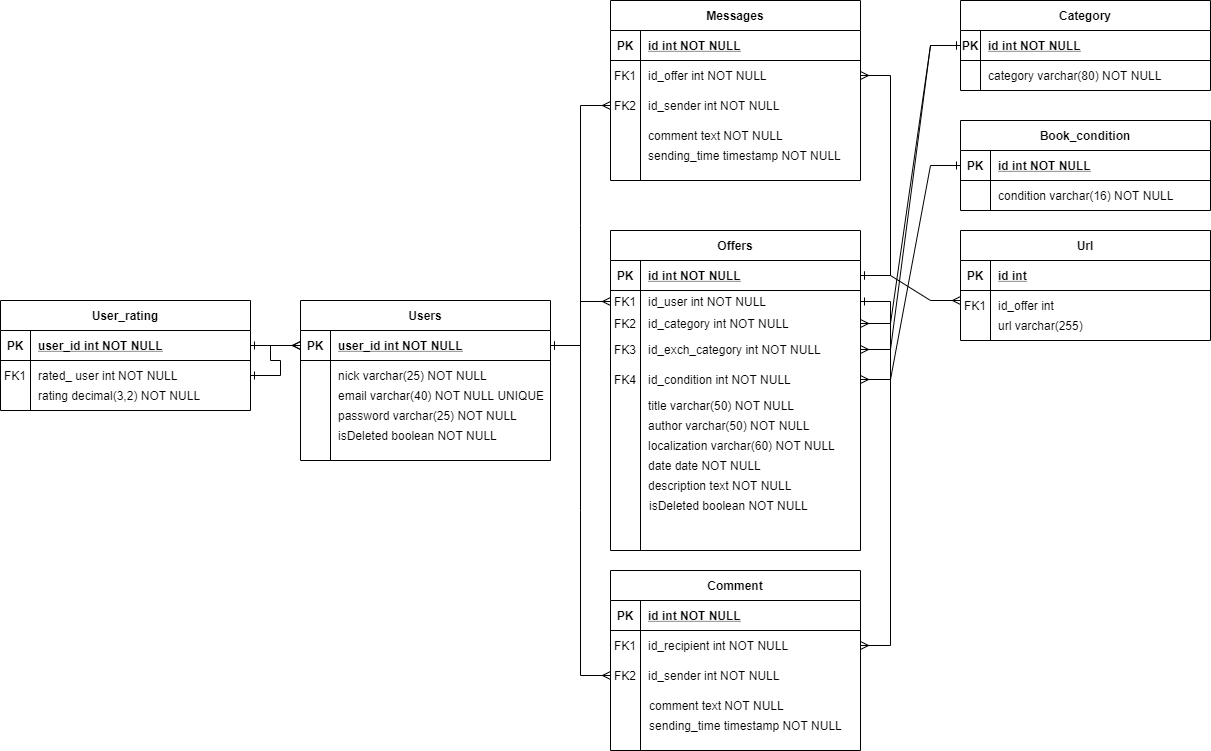 Messages
PK id int NOT NULL
FK1 id_offer int NOT NULL
FK2 id_sender int NOT NULL
comment text NOT NULL
sending_time timestamp NOT NULL
Category
PK id int NOT NULL
category varchar(80) NOT NULL
Book_condition
PK id int NOT NULL
condition varchar(16) NOT NULL
Offers
PK id int NOT NULL
FK1 id_user int NOT NULL
FK2 id_category int NOT NULL
FK3 id_exch_category int NOT NULL
FK4 id_condition int NOT NULL
title varchar(50) NOT NULL
author varchar(50) NOT NULL
localization varchar(60) NOT NULL
date date NOT NULL
description text NOT NULL
isDeleted boolean NOT NULL
Url
PK id int
FK1 id_offer int
url varchar(255)
User_rating
PK user_id int NOT NULL
FK1 rated_ user int NOT NULL
rating decimal(3,2) NOT NULL
Users
PK user_id int NOT NULL
nick varchar(25) NOT NULL
email varchar(40) NOT NULL UNIQUE
password varchar(25) NOT NULL
isDeleted boolean NOT NULL
Comment
PK id int NOT NULL
FK1 id_recipient int NOT NULL
FK2 id_sender int NOT NULL
comment text NOT NULL
sending_time timestamp NOT NULL